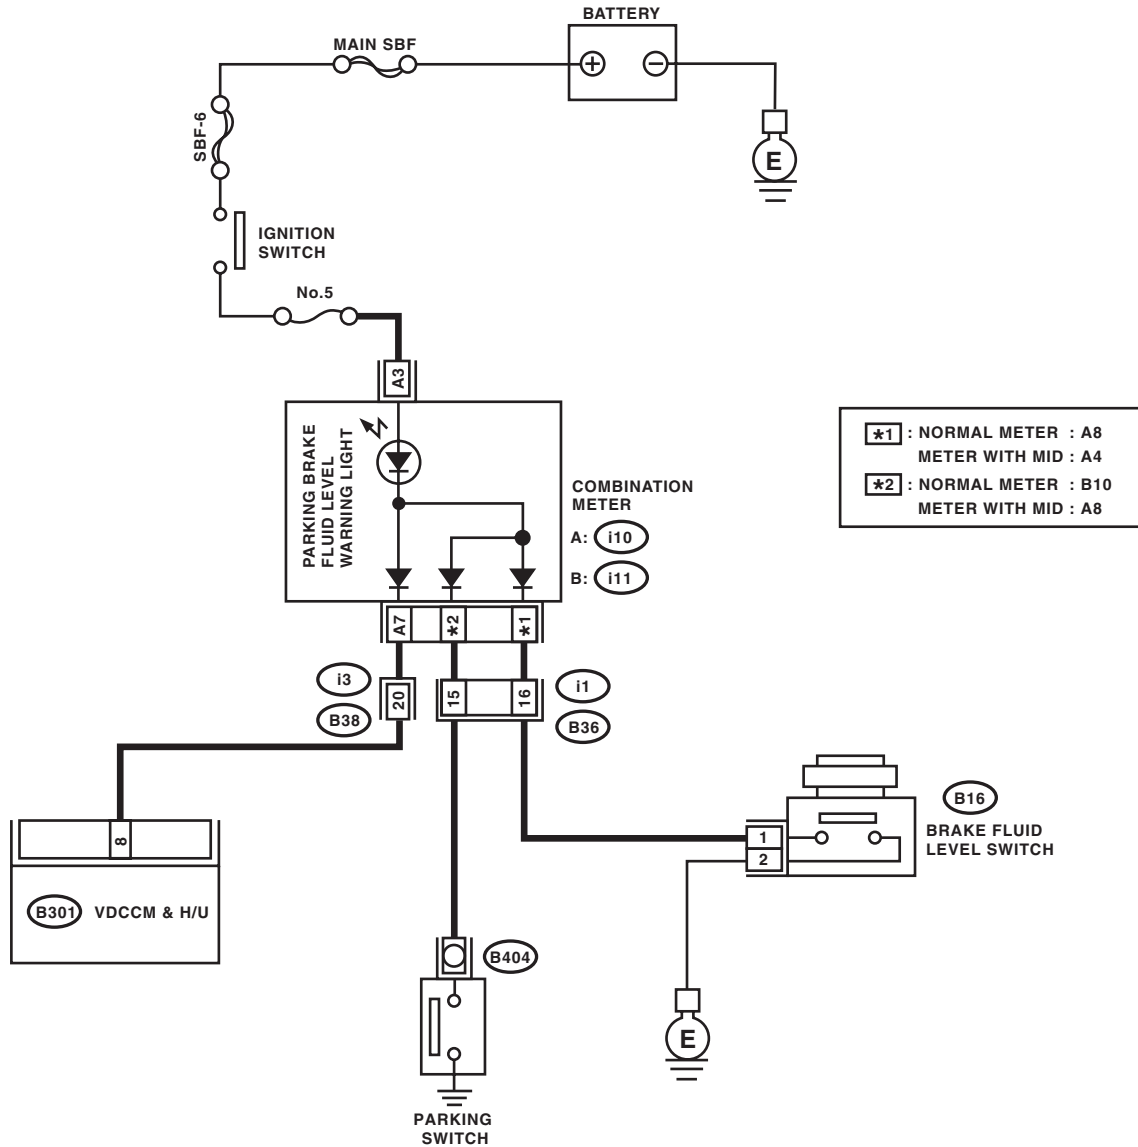 BATTERY
MAIN SBF
SBF-6
E
IGNITION
SWITCH
No.5
A3
PARKING BRAKE
FLUID LEVEL
WARNING LIGHT
COMBINATION
METER
A: i10
B: i11
*1 : NORMAL METER : A8
METER WITH MID : A4
*2 : NORMAL METER : B10
METER WITH MID : A8
A7
*2
*1
i3
B38
20
15
16
i1
B36
8
B301 VDCCM & H/U
1
2
B16
BRAKE FLUID
LEVEL SWITCH
B404
E
PARKING
SWITCH